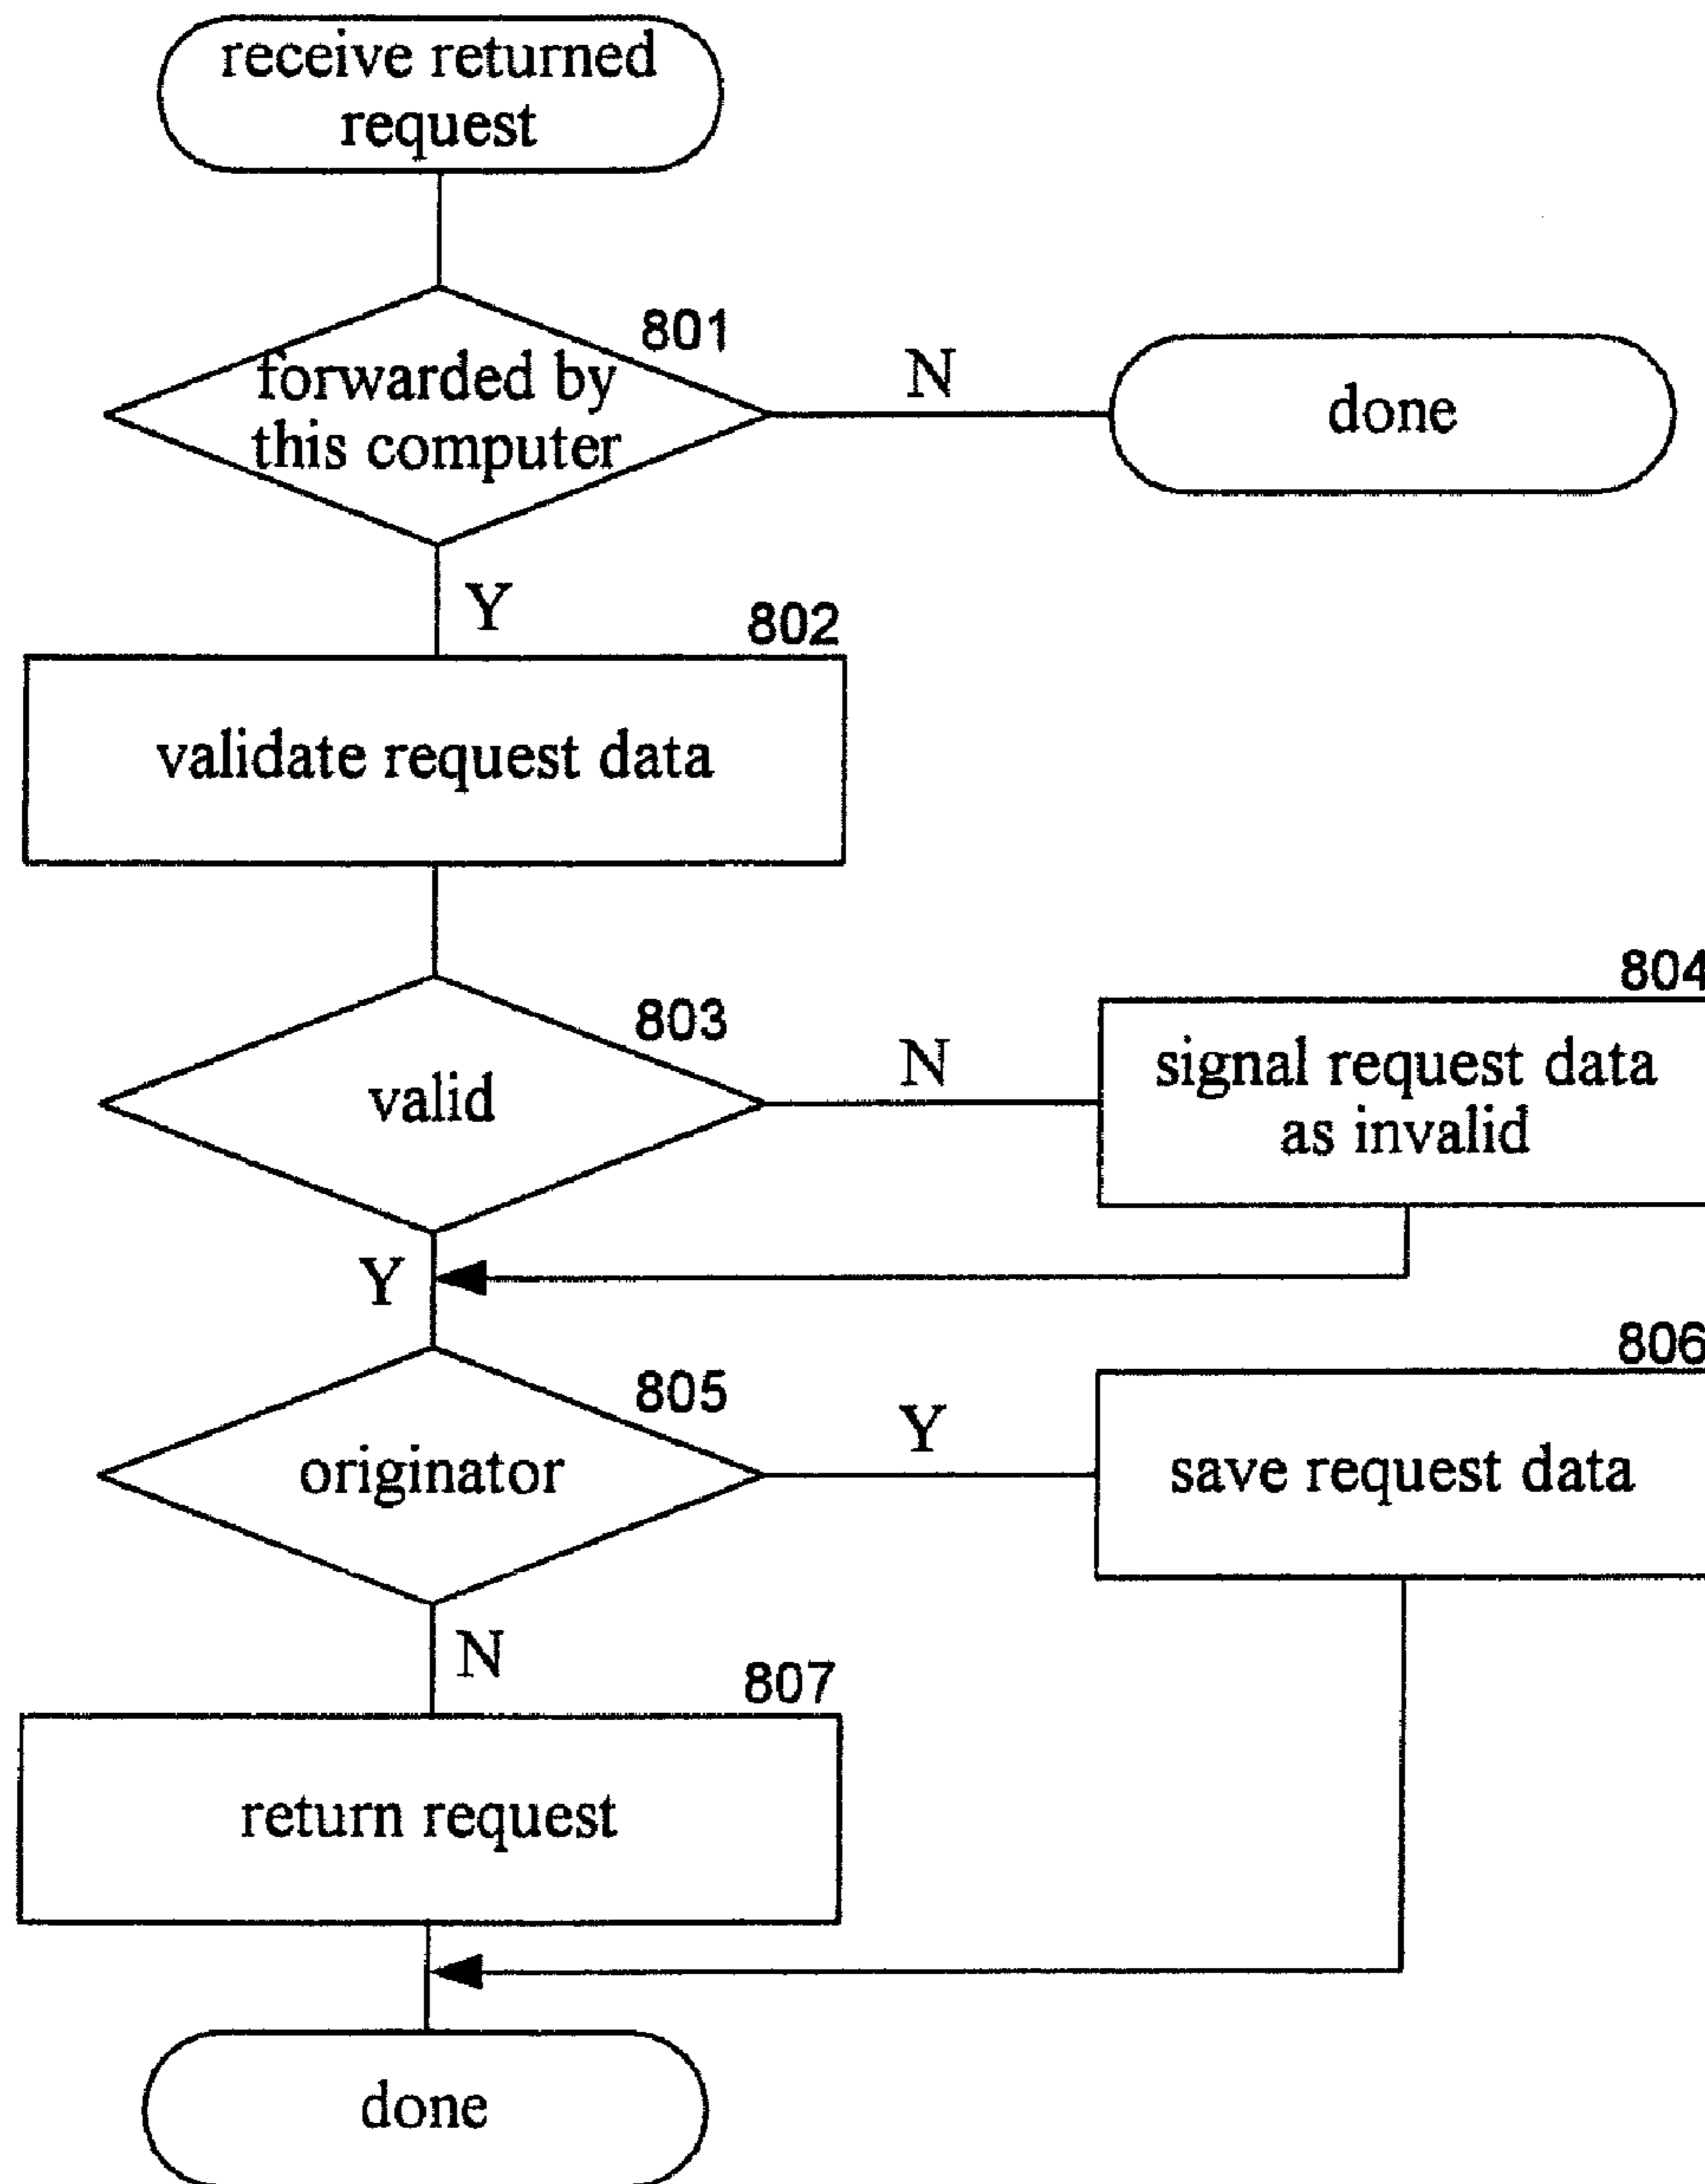 receive returned
request
801
forwarded by
this computer
N
done
Y
802
validate request data
803
valid
N
804
signal request data
as invalid
Y
805
originator
Y
806
save request data
N
807
return request
done